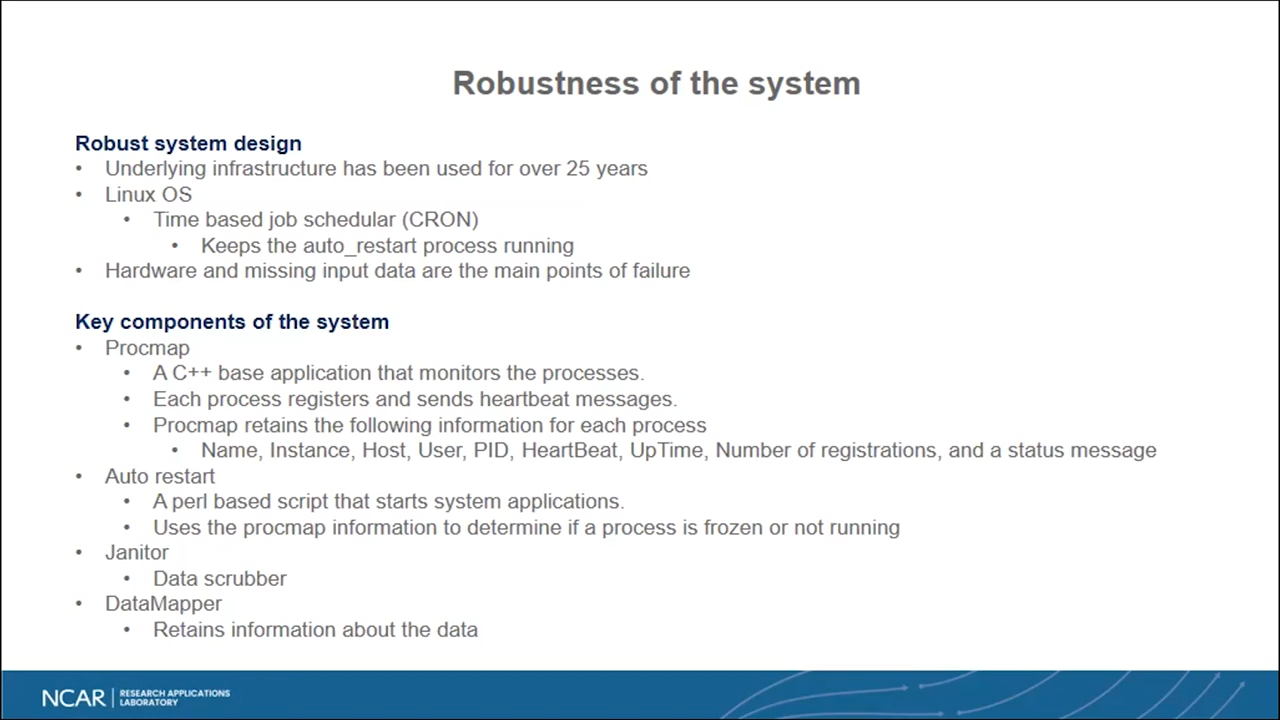 Robustness of the system
Robust system design
• Underlying infrastructure has been used for over 25 years
• Linux OS
• Time based job schedular (CRON)
• Keeps the auto_restart process running
• Hardware and missing input data are the main points of failure
Key components of the system
• Procmap
• A C++ base application that monitors the processes.
• Each process registers and sends heartbeat messages.
• Procmap retains the following information for each process
• Name, Instance, Host, User, PID, HeartBeat, UpTime, Number of registrations, and a status message
• Auto restart
• A perl based script that starts system applications.
• Uses the procmap information to determine if a process is frozen or not running
• Janitor
• Data scrubber
• DataMapper
• Retains information about the data
NCAR
RESEARCH APPLICATIONS
LABORATORY